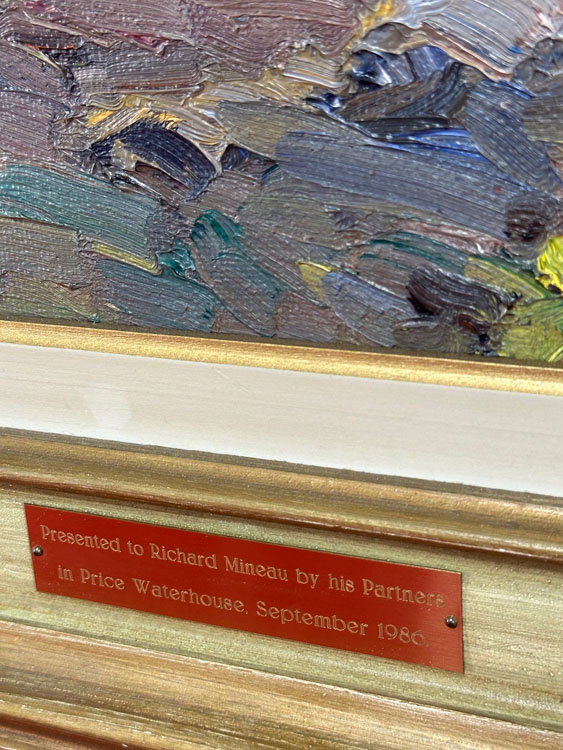 Presented to Richard Mineau by his Partners
in Price Waterhouse, September 1986.